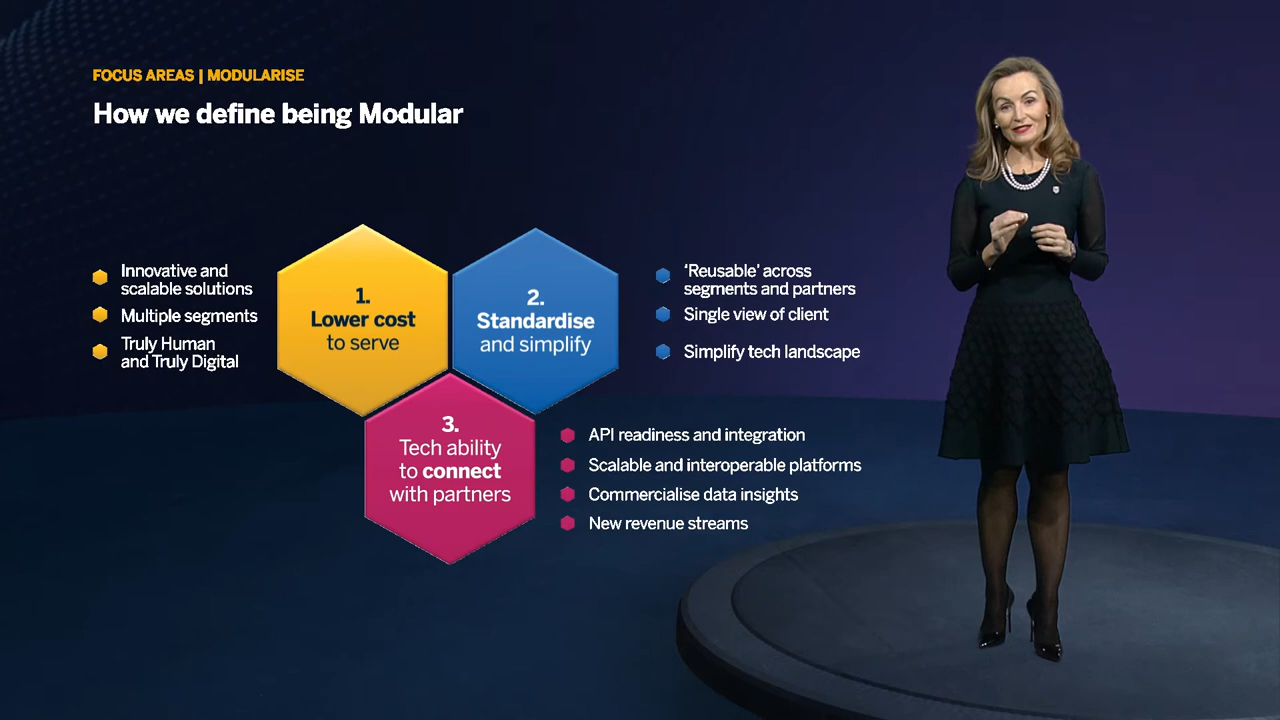 FOCUS AREAS | MODULARISE
How we define being Modular
Innovative and
scalable solutions
Multiple segments
Truly Human
and Truly Digital
1.
Lower cost
to serve
2.
Standardise
and simplify
‘Reusable’ across
segments and partners
Single view of client
Simplify tech landscape
3.
Tech ability
to connect
with partners
API readiness and integration
Scalable and interoperable platforms
Commercialise data insights
New revenue streams